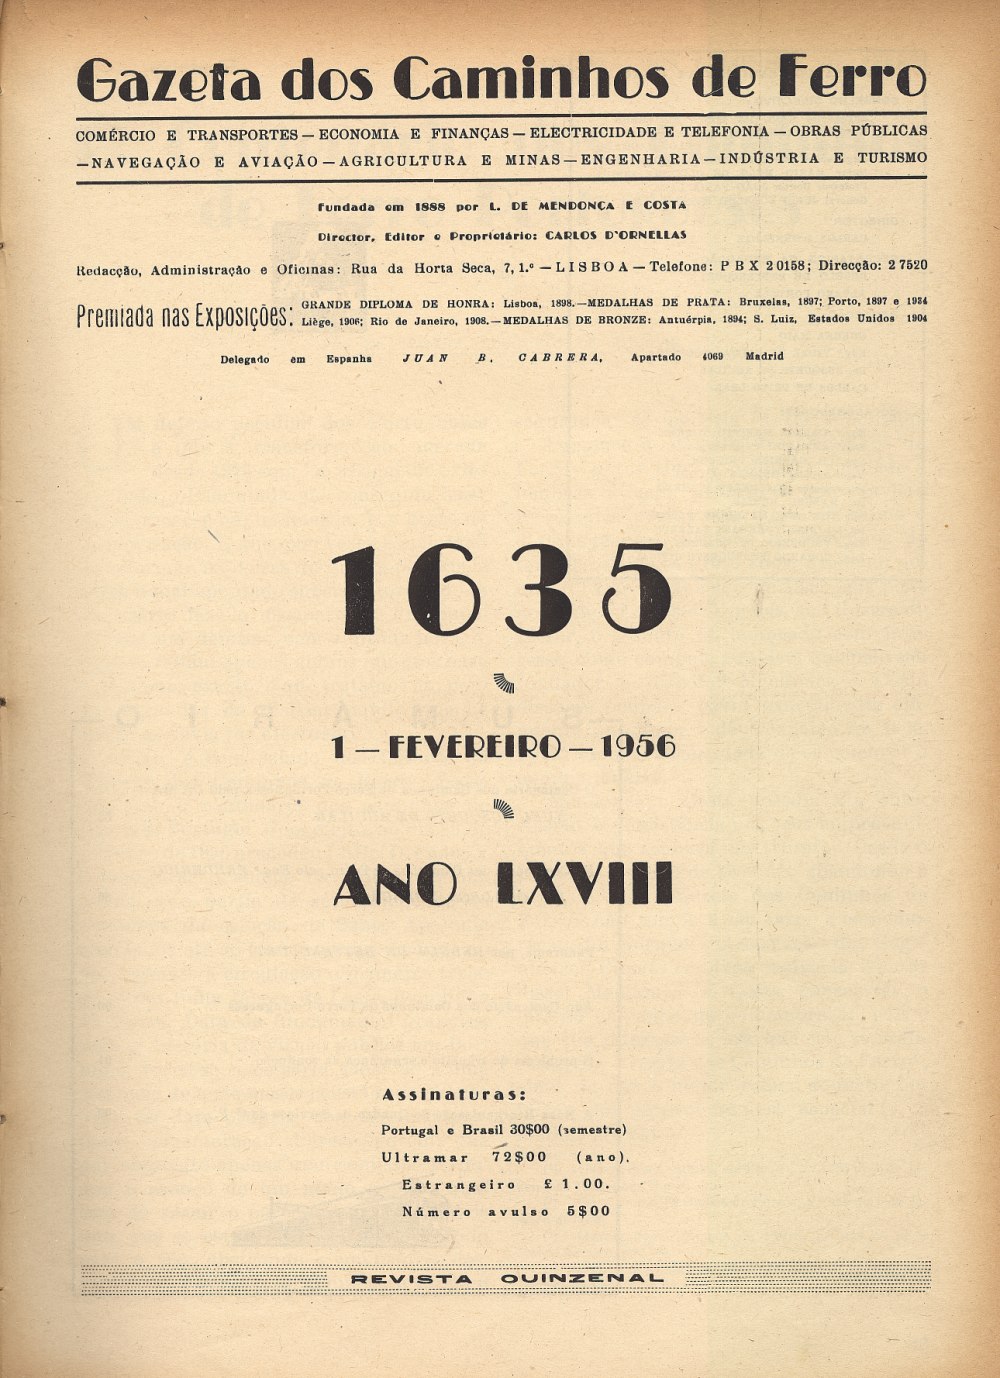 Gazeta dos Caminhos de Ferro
COMÉRCIO E TRANSPORTES — ECONOMIA E FINANÇAS — ELECTRICIDADE E TELEFONIA — OBRAS PÚBLICAS
— NAVEGAÇÃO E AVIAÇÃO — AGRICULTURA E MINAS — ENGENHARIA — INDÚSTRIA E TURISMO
Fundada em 1888 por L. DE MENDONÇA E COSTA
Director, Editor e Proprietário: CARLOS D'ORNELLAS
Redacção, Administração e Oficinas: Rua da Horta Seca, 7, 1.º — LISBOA — Telefone: PBX 20158; Direcção: 27520
Premiada nas Exposições:
GRANDE DIPLOMA DE HONRA: Lisboa, 1898. — MEDALHAS DE PRATA: Bruxelas, 1897; Porto, 1897 e 1934
Liège, 1906; Rio de Janeiro, 1908. — MEDALHAS DE BRONZE: Antuérpia, 1894; S. Luiz, Estados Unidos 1904
Delegado em Espanha JUAN B. CABRERA, Apartado 4069 Madrid
1635
1 — FEVEREIRO — 1956
ANO LXVIII
Assinaturas:
Portugal e Brasil 30$00 (semestre)
Ultramar 72$00 (ano).
Estrangeiro £ 1.00.
Número avulso 5$00
REVISTA QUINZENAL